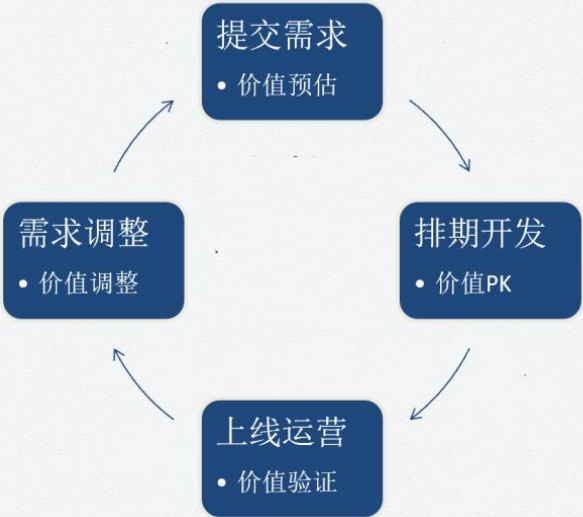 提交需求
• 价值预估
排期开发
• 价值PK
上线运营
• 价值验证
需求调整
• 价值调整